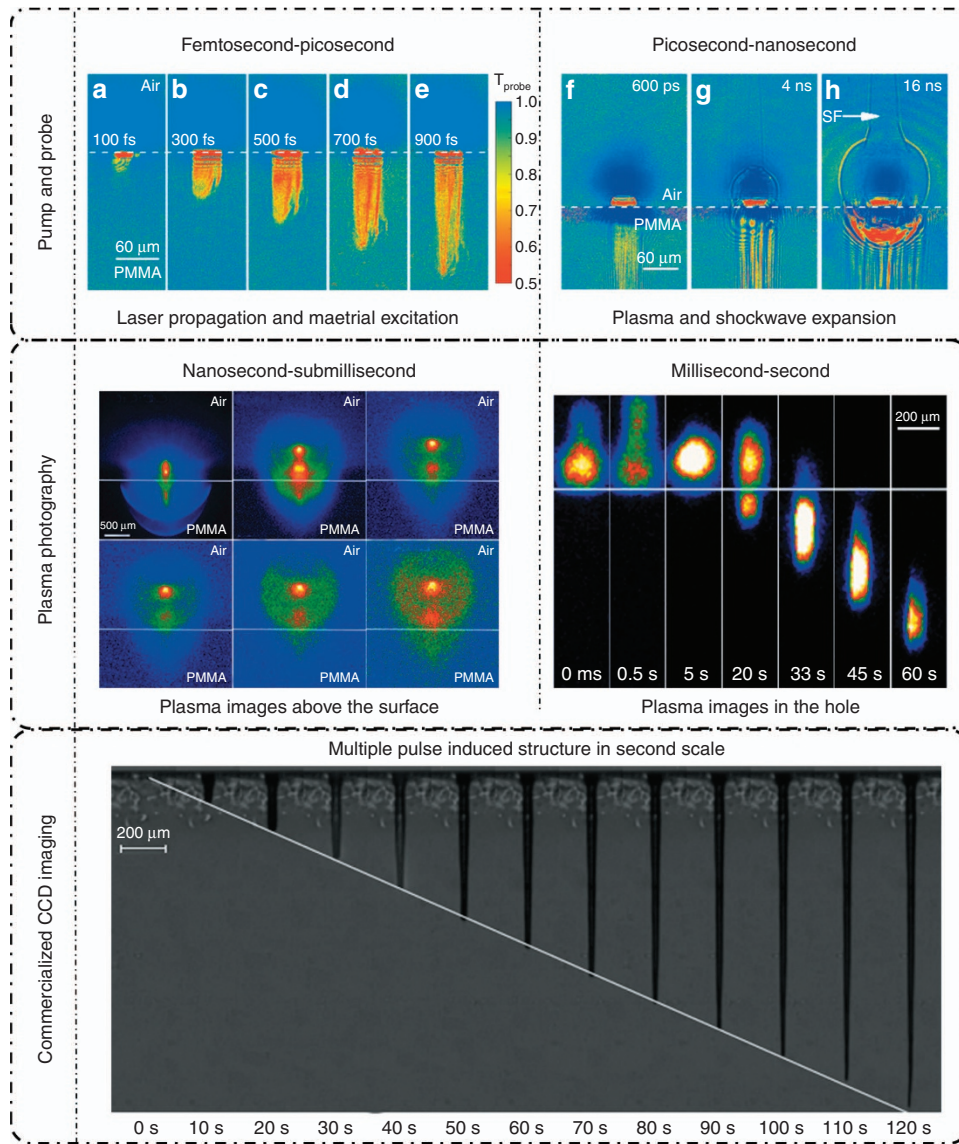 Pump and probe
Femtosecond-picosecond
T_probe
a Air b c d e
100 fs 300 fs 500 fs 700 fs 900 fs
1.0
0.9
0.8
0.7
0.6
0.5
60 μm
PMMA
Laser propagation and maetrial excitation
Picosecond-nanosecond
f 600 ps g 4 ns h 16 ns
SF
Air
PMMA
60 μm
Plasma and shockwave expansion
Plasma photography
Nanosecond-submillisecond
Air Air Air
500 μm
PMMA PMMA PMMA
Air Air Air
PMMA PMMA PMMA
Plasma images above the surface
Millisecond-second
200 μm
0 ms 0.5 s 5 s 20 s 33 s 45 s 60 s
Plasma images in the hole
Commercialized CCD imaging
Multiple pulse induced structure in second scale
200 μm
0 s 10 s 20 s 30 s 40 s 50 s 60 s 70 s 80 s 90 s 100 s 110 s 120 s